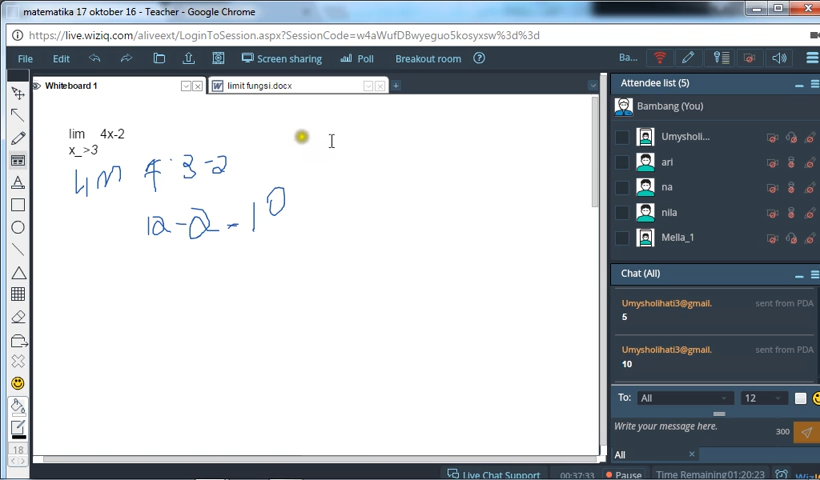 matematika 17 oktober 16 - Teacher - Google Chrome
https://live.wiziq.com/aliveext/LoginToSession.aspx?SessionCode=w4aWufDBwyeguo5kosyxsw%3d%3d
File Edit Screen sharing Poll Breakout room Ba...
Whiteboard 1 limit fungsi.docx
Attendee list (5)
Bambang (You)
Umysholi...
ari
na
nila
Mella_1
lim 4x-2
x_>3
lim 4·3-2
12-2-10
Chat (All)
Umysholihati3@gmail. sent from PDA
5
Umysholihati3@gmail. sent from PDA
10
To: All 12
Write your message here. 300
All
18
Live Chat Support 00:37:33 Pause Time Remaining 01:20:23